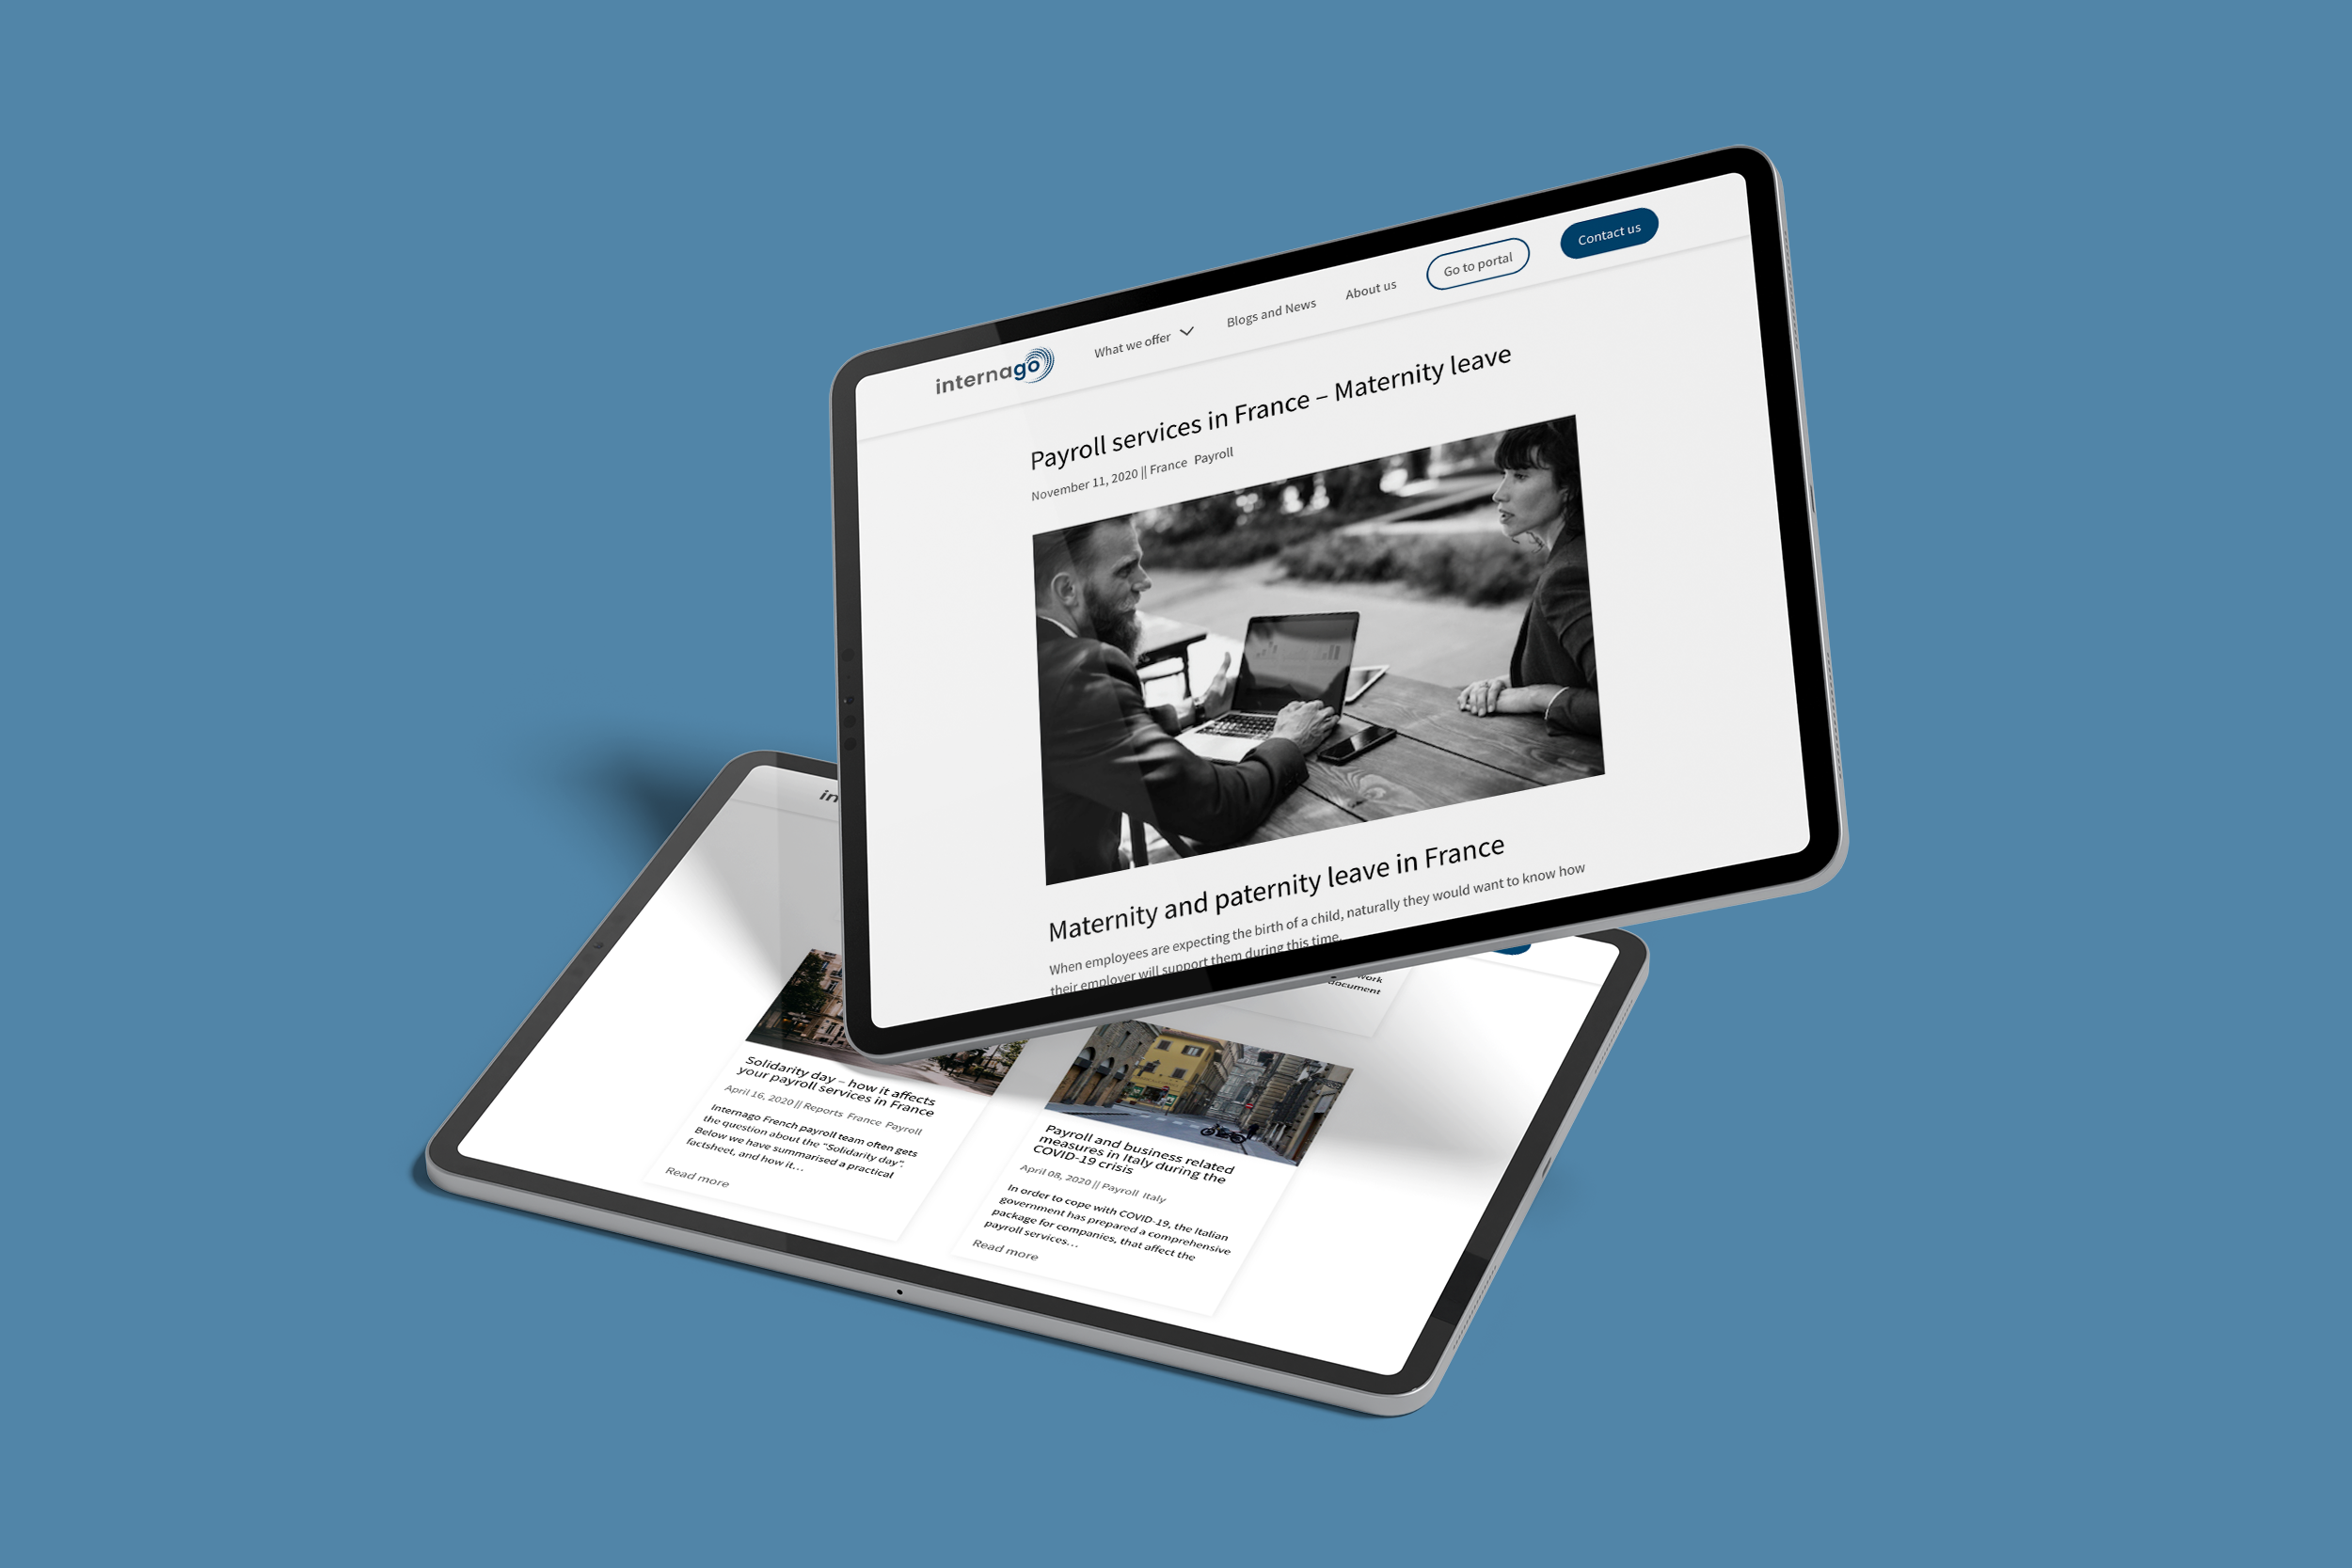 internago
What we offer
Blogs and News
About us
Go to portal
Contact us
Payroll services in France – Maternity leave
November 11, 2020 || France Payroll
Maternity and paternity leave in France
When employees are expecting the birth of a child, naturally they would want to know how
their employer will support them during this time.
in
work
document
Solidarity day – how it affects
your payroll services in France
April 16, 2020 || Reports France Payroll
Internago French payroll team often gets
the question about the "Solidarity day".
Below we have summarised a practical
factsheet, and how it…
Read more
Payroll and business related
measures in Italy during the
COVID-19 crisis
April 08, 2020 || Payroll Italy
In order to cope with COVID-19, the Italian
government has prepared a comprehensive
package for companies, that affect the
payroll services…
Read more